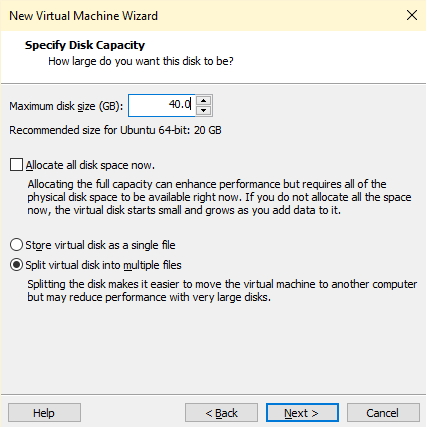 New Virtual Machine Wizard
Specify Disk Capacity
How large do you want this disk to be?
Maximum disk size (GB): 40.0
Recommended size for Ubuntu 64-bit: 20 GB
Allocate all disk space now.
Allocating the full capacity can enhance performance but requires all of the
physical disk space to be available right now. If you do not allocate all the space
now, the virtual disk starts small and grows as you add data to it.
Store virtual disk as a single file
Split virtual disk into multiple files
Splitting the disk makes it easier to move the virtual machine to another computer
but may reduce performance with very large disks.
Help < Back Next > Cancel